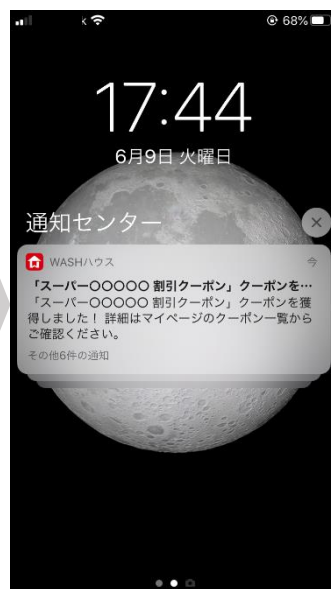 68%
17:44
6月9日 火曜日
通知センター
WASHハウス
今
「スーパー○○○○○ 割引クーポン」クーポンを…
「スーパー○○○○○ 割引クーポン」クーポンを獲
得しました！ 詳細はマイページのクーポン一覧から
ご確認ください。
その他6件の通知